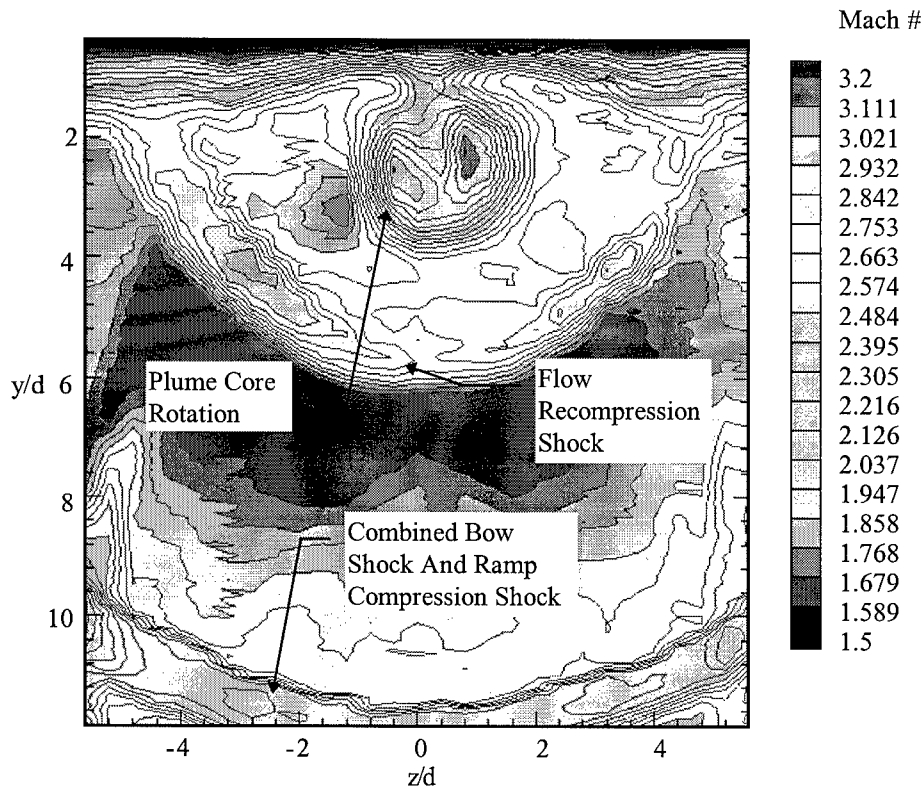 Mach #
3.2
3.111
3.021
2.932
2.842
2.753
2.663
2.574
2.484
2.395
2.305
2.216
2.126
2.037
1.947
1.858
1.768
1.679
1.589
1.5
2
4
y/d 6
8
10
Plume Core
Rotation
Flow
Recompression
Shock
Combined Bow
Shock And Ramp
Compression Shock
-4
-2
0
2
4
z/d